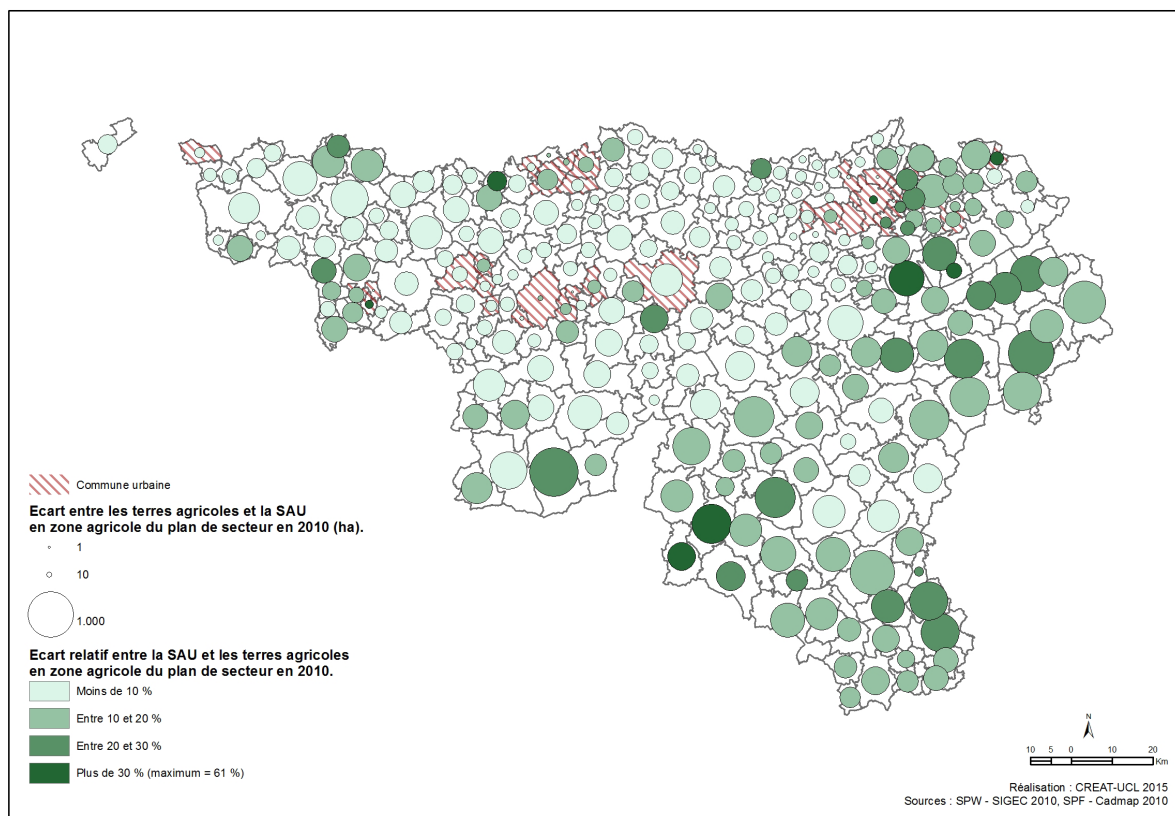 Commune urbaine
Ecart entre les terres agricoles et la SAU
en zone agricole du plan de secteur en 2010 (ha).
1
10
1.000
Ecart relatif entre la SAU et les terres agricoles
en zone agricole du plan de secteur en 2010.
Moins de 10 %
Entre 10 et 20 %
Entre 20 et 30 %
Plus de 30 % (maximum = 61 %)
N
10 5 0 10 20
Km
Réalisation : CREAT-UCL 2015
Sources : SPW - SIGEC 2010, SPF - Cadmap 2010